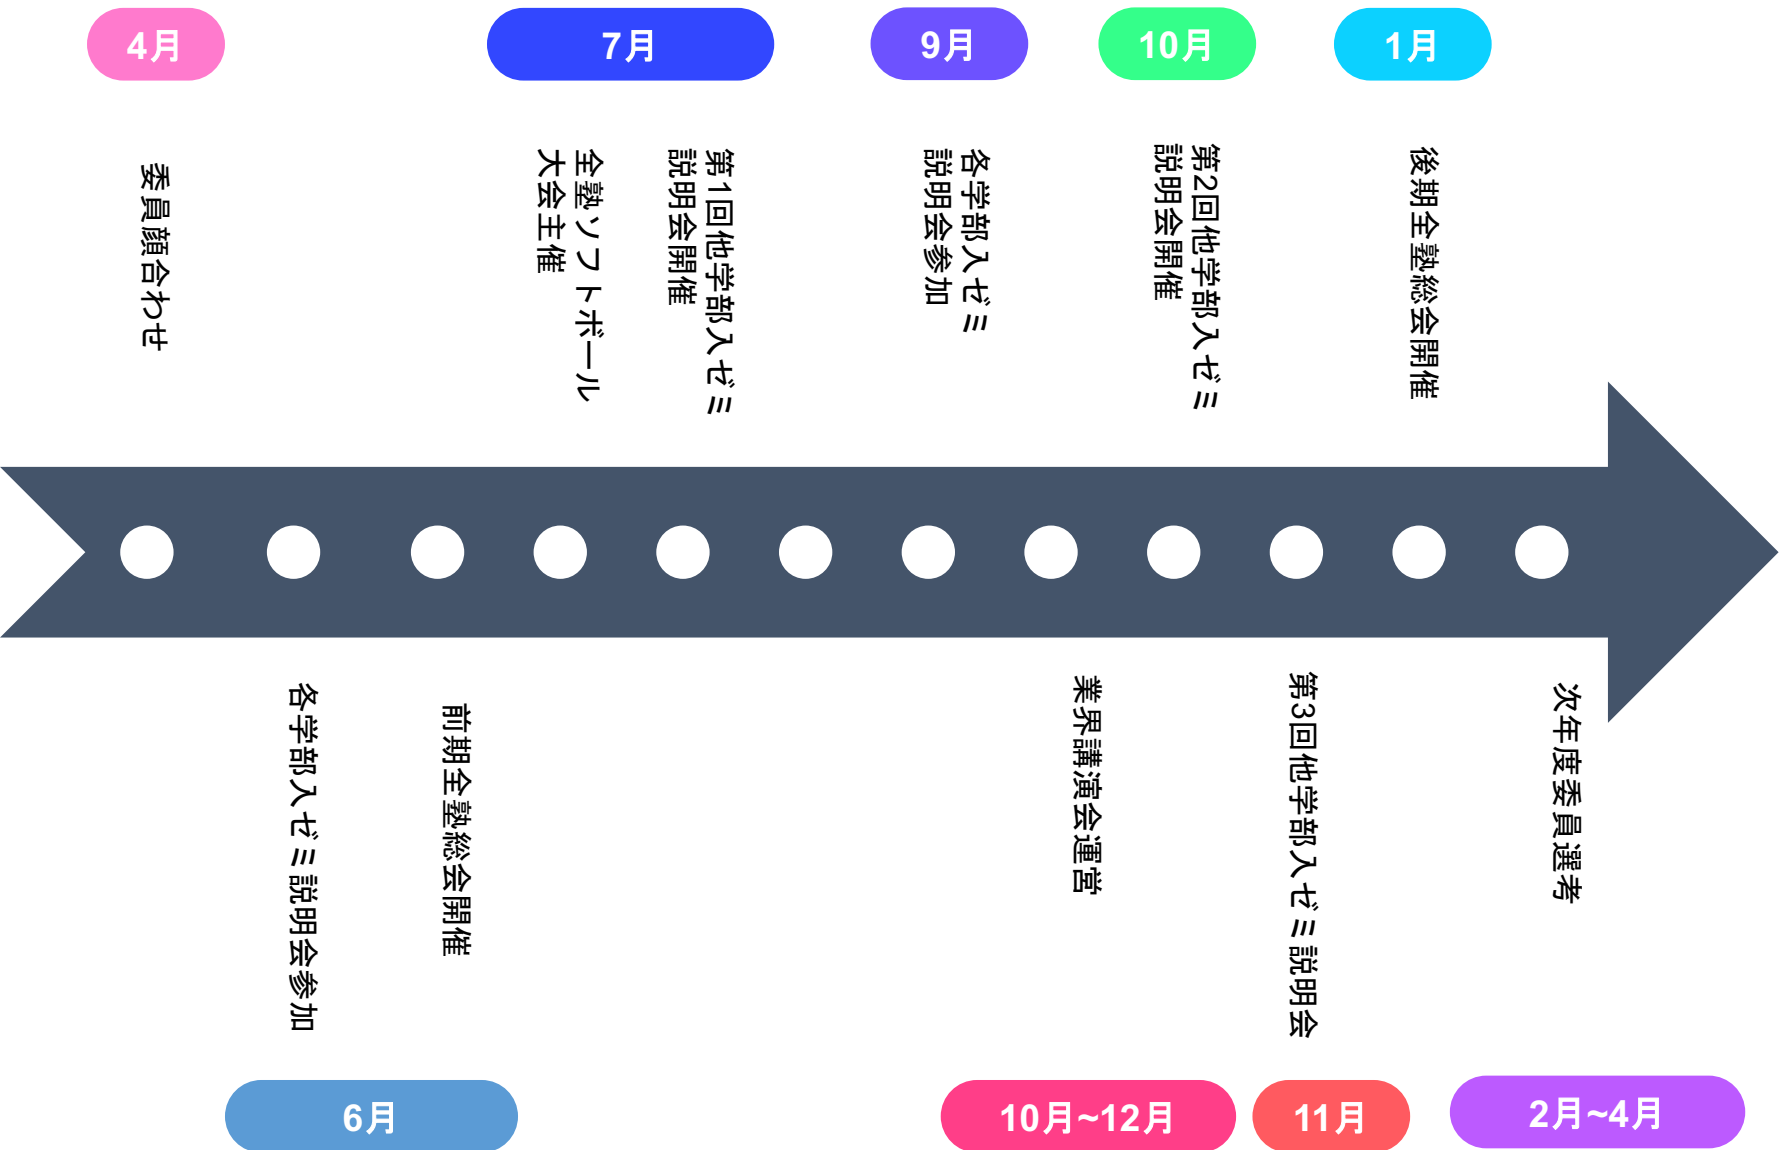 4月
7月
9月
10月
1月
委員顔合わせ
全塾ソフトボール
大会主催
第1回他学部入ゼミ
説明会開催
各学部入ゼミ
説明会参加
第2回他学部入ゼミ
説明会開催
後期全塾総会開催
各学部入ゼミ説明会参加
前期全塾総会開催
業界講演会運営
第3回他学部入ゼミ説明会
次年度委員選考
6月
10月~12月
11月
2月~4月